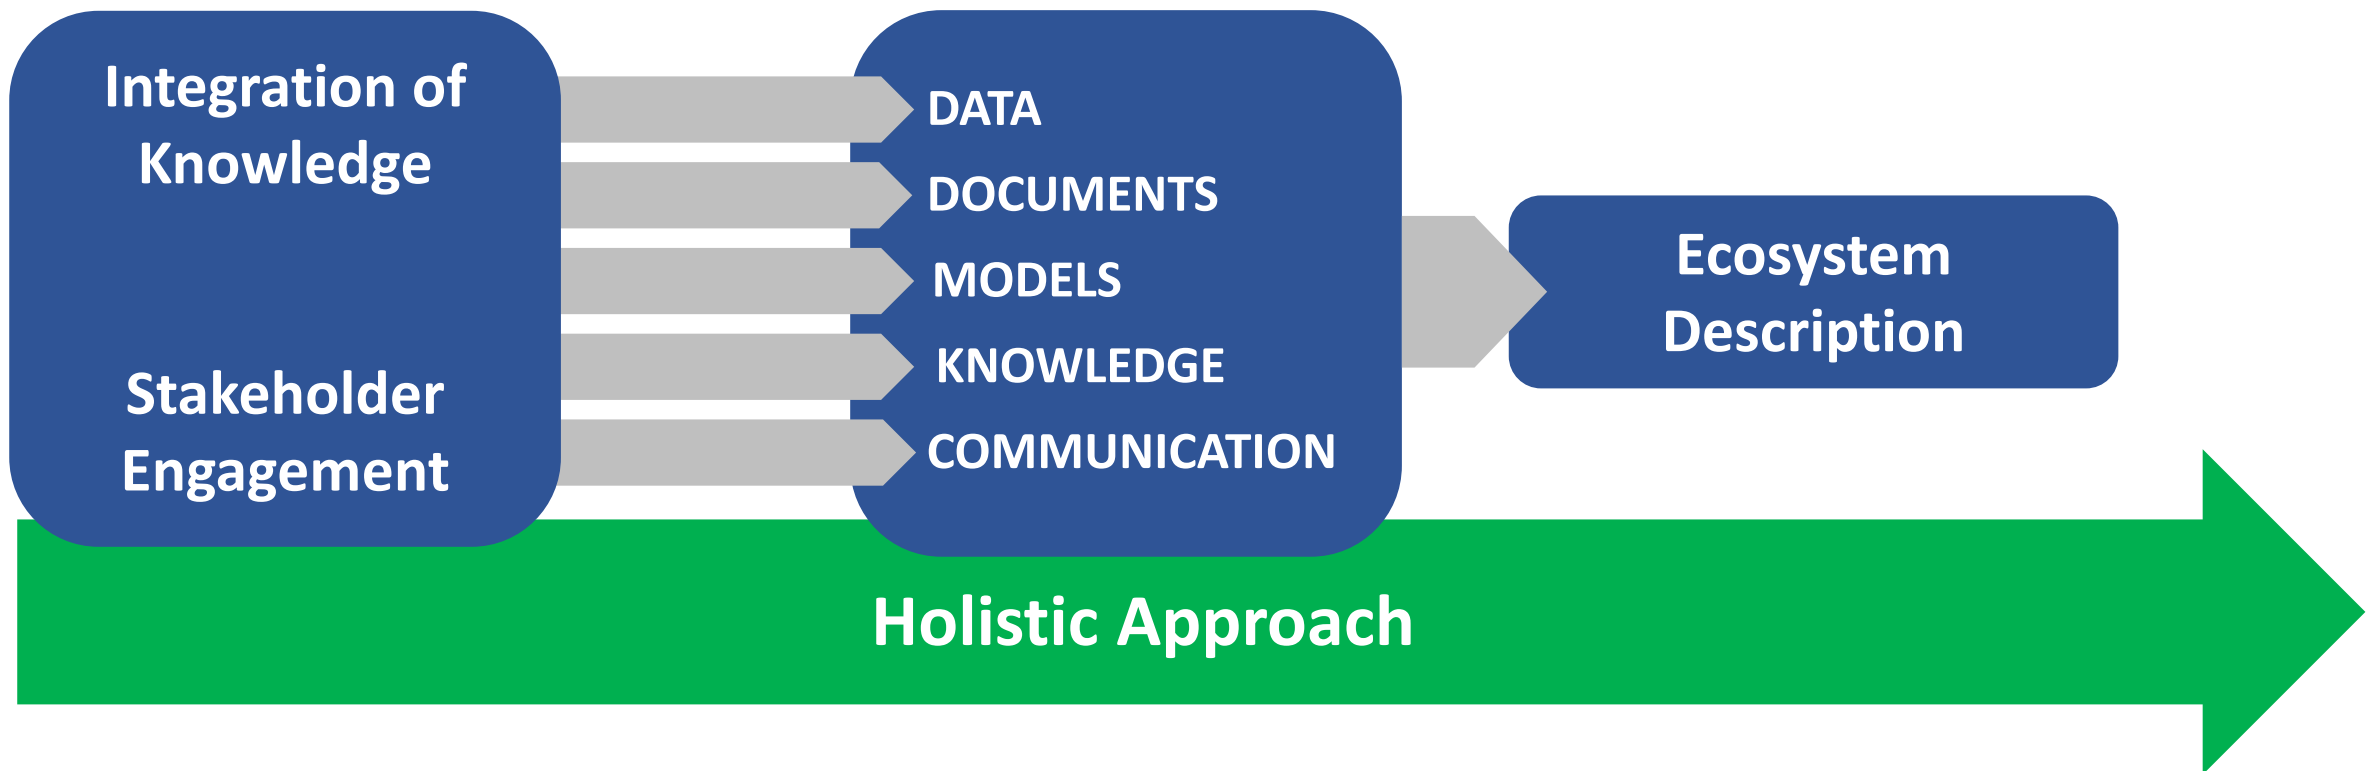 Integration of
Knowledge
Stakeholder
Engagement
DATA
DOCUMENTS
MODELS
KNOWLEDGE
COMMUNICATION
Ecosystem
Description
Holistic Approach